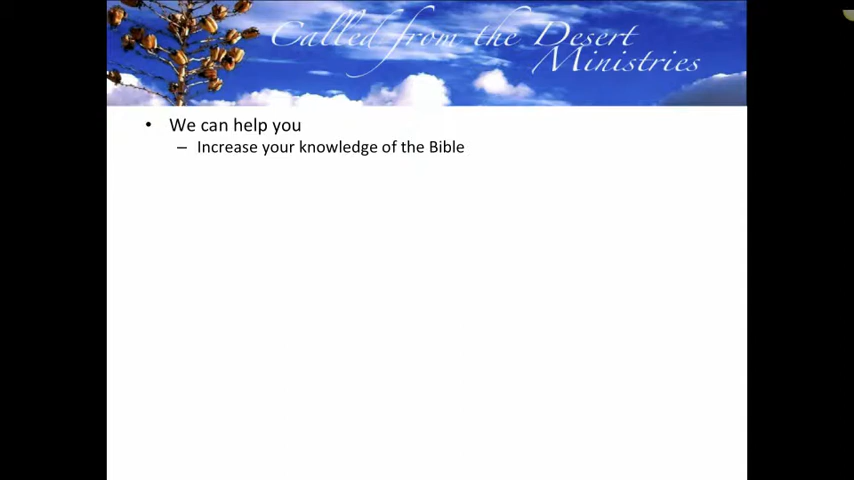 Called from the Desert
Ministries
• We can help you
– Increase your knowledge of the Bible